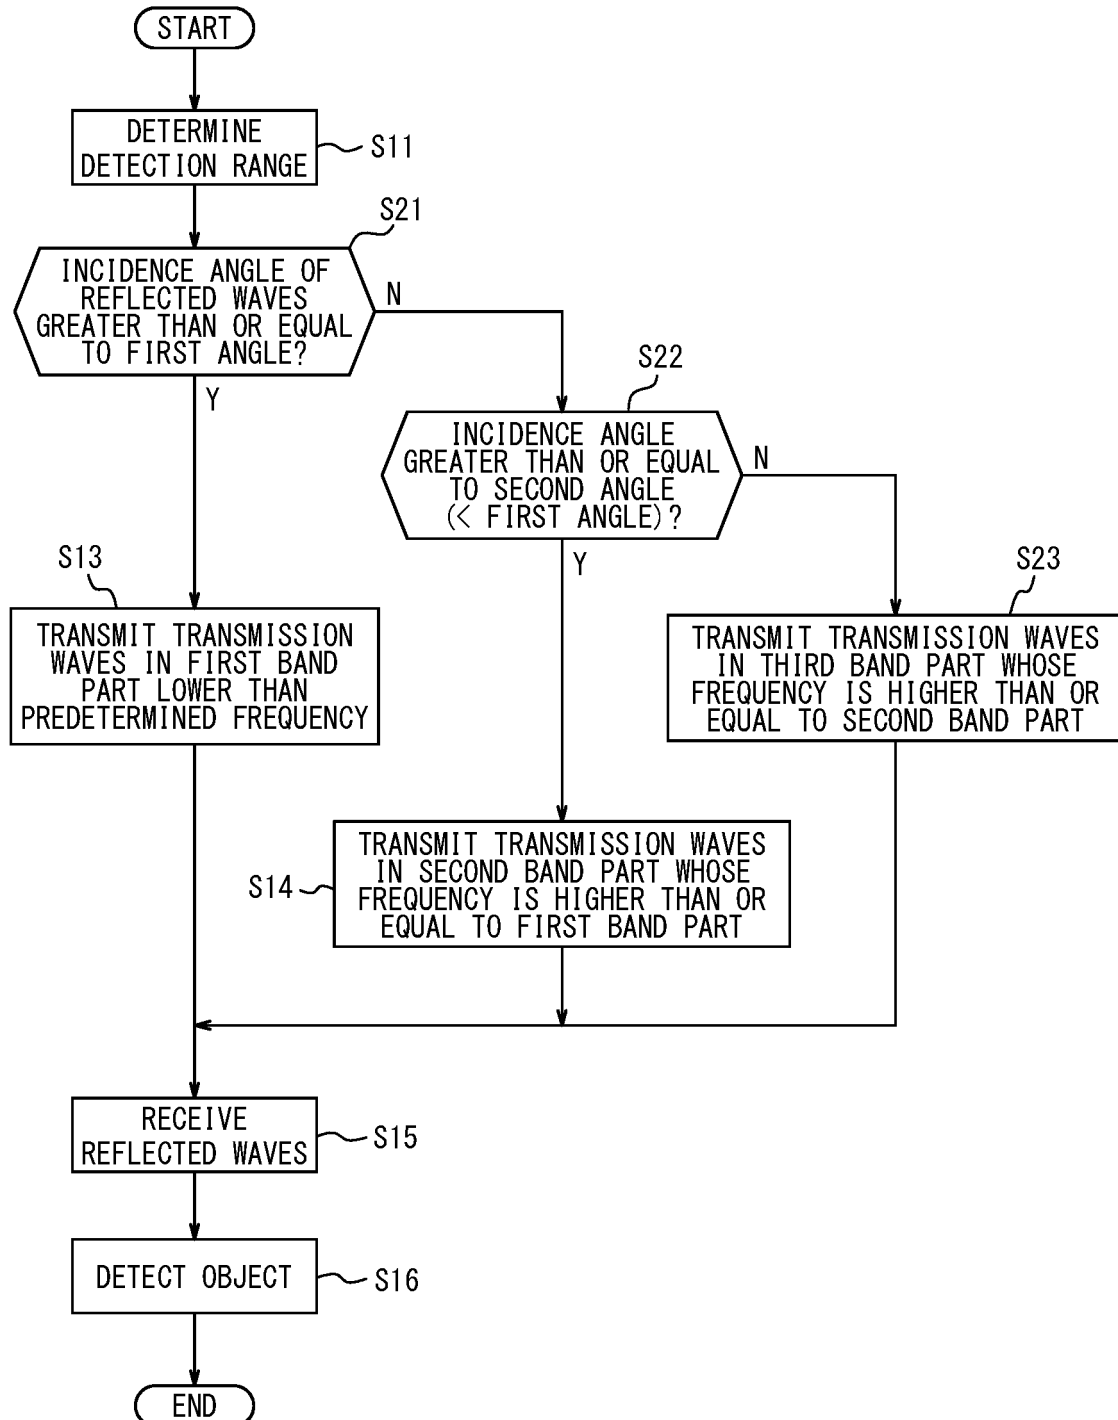 START
DETERMINE
DETECTION RANGE
S11
S21
INCIDENCE ANGLE OF
REFLECTED WAVES
GREATER THAN OR EQUAL
TO FIRST ANGLE?
N
Y
S22
INCIDENCE ANGLE
GREATER THAN OR EQUAL
TO SECOND ANGLE
(< FIRST ANGLE)?
N
Y
S13
TRANSMIT TRANSMISSION
WAVES IN FIRST BAND
PART LOWER THAN
PREDETERMINED FREQUENCY
S23
TRANSMIT TRANSMISSION WAVES
IN THIRD BAND PART WHOSE
FREQUENCY IS HIGHER THAN OR
EQUAL TO SECOND BAND PART
S14
TRANSMIT TRANSMISSION WAVES
IN SECOND BAND PART WHOSE
FREQUENCY IS HIGHER THAN OR
EQUAL TO FIRST BAND PART
RECEIVE
REFLECTED WAVES
S15
DETECT OBJECT
S16
END